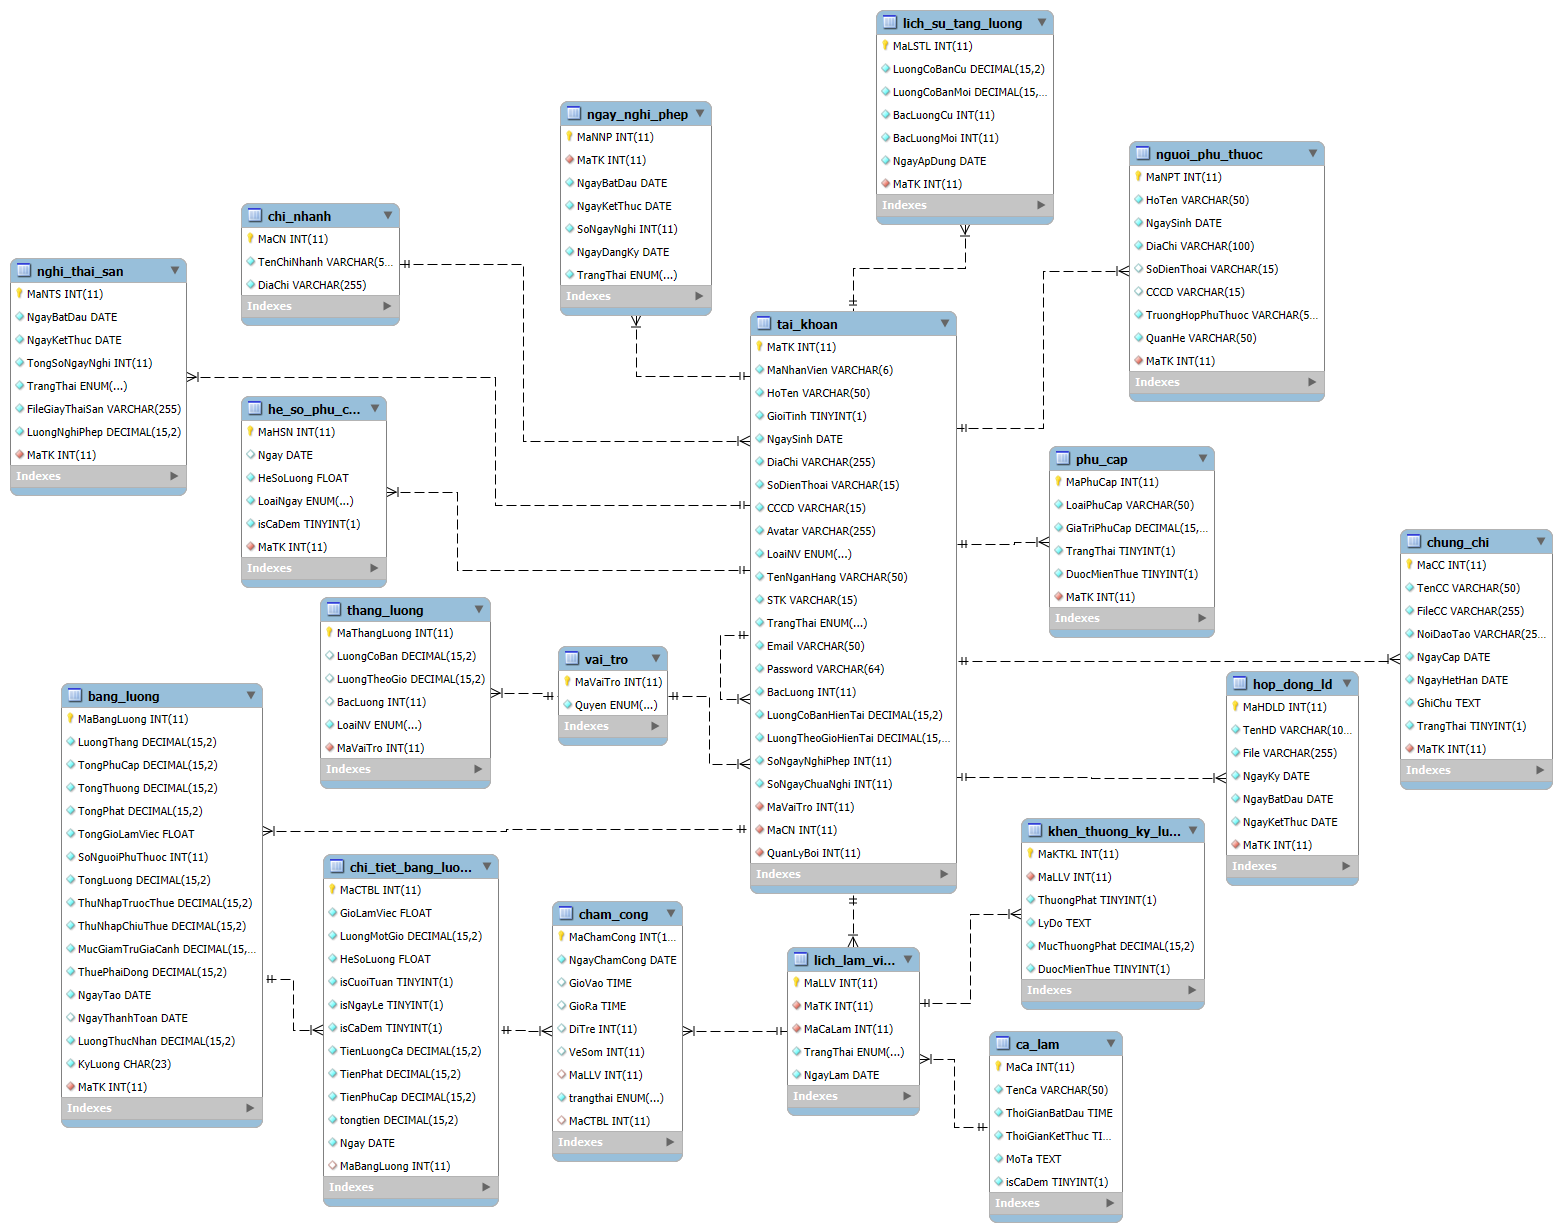 lich_su_tang_luong
MaLSTL INT(11)
LuongCoBanCu DECIMAL(15,2)
LuongCoBanMoi DECIMAL(15,...
BacLuongCu INT(11)
BacLuongMoi INT(11)
NgayApDung DATE
MaTK INT(11)
Indexes
ngay_nghi_phep
MaNNP INT(11)
MaTK INT(11)
NgayBatDau DATE
NgayKetThuc DATE
SoNgayNghi INT(11)
NgayDangKy DATE
TrangThai ENUM(...)
Indexes
nguoi_phu_thuoc
MaNPT INT(11)
HoTen VARCHAR(50)
NgaySinh DATE
DiaChi VARCHAR(100)
SoDienThoai VARCHAR(15)
CCCD VARCHAR(15)
TruongHopPhuThuoc VARCHAR(5...
QuanHe VARCHAR(50)
MaTK INT(11)
Indexes
chi_nhanh
MaCN INT(11)
TenChiNhanh VARCHAR(5...
DiaChi VARCHAR(255)
Indexes
nghi_thai_san
MaNTS INT(11)
NgayBatDau DATE
NgayKetThuc DATE
TongSoNgayNghi INT(11)
TrangThai ENUM(...)
FileGiayThaiSan VARCHAR(255)
LuongNghiPhep DECIMAL(15,2)
MaTK INT(11)
Indexes
tai_khoan
MaTK INT(11)
MaNhanVien VARCHAR(6)
HoTen VARCHAR(50)
GioiTinh TINYINT(1)
NgaySinh DATE
DiaChi VARCHAR(255)
SoDienThoai VARCHAR(15)
CCCD VARCHAR(15)
Avatar VARCHAR(255)
LoaiNV ENUM(...)
TenNganHang VARCHAR(50)
STK VARCHAR(15)
TrangThai ENUM(...)
Email VARCHAR(50)
Password VARCHAR(64)
BacLuong INT(11)
LuongCoBanHienTai DECIMAL(15,2)
LuongTheoGioHienTai DECIMAL(15,...
SoNgayNghiPhep INT(11)
SoNgayChuaNghi INT(11)
MaVaiTro INT(11)
MaCN INT(11)
QuanLyBoi INT(11)
Indexes
he_so_phu_c...
MaHSN INT(11)
Ngay DATE
HeSoLuong FLOAT
LoaiNgay ENUM(...)
isCaDem TINYINT(1)
MaTK INT(11)
Indexes
phu_cap
MaPhuCap INT(11)
LoaiPhuCap VARCHAR(50)
GiaTriPhuCap DECIMAL(15,...
TrangThai TINYINT(1)
DuocMienThue TINYINT(1)
MaTK INT(11)
Indexes
chung_chi
MaCC INT(11)
TenCC VARCHAR(50)
FileCC VARCHAR(255)
NoiDaoTao VARCHAR(25...
NgayCap DATE
NgayHetHan DATE
GhiChu TEXT
TrangThai TINYINT(1)
MaTK INT(11)
Indexes
thang_luong
MaThangLuong INT(11)
LuongCoBan DECIMAL(15,2)
LuongTheoGio DECIMAL(15,2)
BacLuong INT(11)
LoaiNV ENUM(...)
MaVaiTro INT(11)
Indexes
vai_tro
MaVaiTro INT(11)
Quyen ENUM(...)
Indexes
hop_dong_ld
MaHDLD INT(11)
TenHD VARCHAR(10...
File VARCHAR(255)
NgayKy DATE
NgayBatDau DATE
NgayKetThuc DATE
MaTK INT(11)
Indexes
bang_luong
MaBangLuong INT(11)
LuongThang DECIMAL(15,2)
TongPhuCap DECIMAL(15,2)
TongThuong DECIMAL(15,2)
TongPhat DECIMAL(15,2)
TongGioLamViec FLOAT
SoNguoiPhuThuoc INT(11)
TongLuong DECIMAL(15,2)
ThuNhapTruocThue DECIMAL(15,2)
ThuNhapChiuThue DECIMAL(15,2)
MucGiamTruGiaCanh DECIMAL(15,...
ThuePhaiDong DECIMAL(15,2)
NgayTao DATE
NgayThanhToan DATE
LuongThucNhan DECIMAL(15,2)
KyLuong CHAR(23)
MaTK INT(11)
Indexes
khen_thuong_ky_lu...
MaKTKL INT(11)
MaLLV INT(11)
ThuongPhat TINYINT(1)
LyDo TEXT
MucThuongPhat DECIMAL(15,2)
DuocMienThue TINYINT(1)
Indexes
chi_tiet_bang_luo...
MaCTBL INT(11)
GioLamViec FLOAT
LuongMotGio DECIMAL(15,2)
HeSoLuong FLOAT
isCuoiTuan TINYINT(1)
isNgayLe TINYINT(1)
isCaDem TINYINT(1)
TienLuongCa DECIMAL(15,2)
TienPhat DECIMAL(15,2)
TienPhuCap DECIMAL(15,2)
tongtien DECIMAL(15,2)
Ngay DATE
MaBangLuong INT(11)
Indexes
cham_cong
MaChamCong INT(1...
NgayChamCong DATE
GioVao TIME
GioRa TIME
DiTre INT(11)
VeSom INT(11)
MaLLV INT(11)
trangthai ENUM(...)
MaCTBL INT(11)
Indexes
lich_lam_vi...
MaLLV INT(11)
MaTK INT(11)
MaCaLam INT(11)
TrangThai ENUM(...)
NgayLam DATE
Indexes
ca_lam
MaCa INT(11)
TenCa VARCHAR(50)
ThoiGianBatDau TIME
ThoiGianKetThuc TI...
MoTa TEXT
isCaDem TINYINT(1)
Indexes